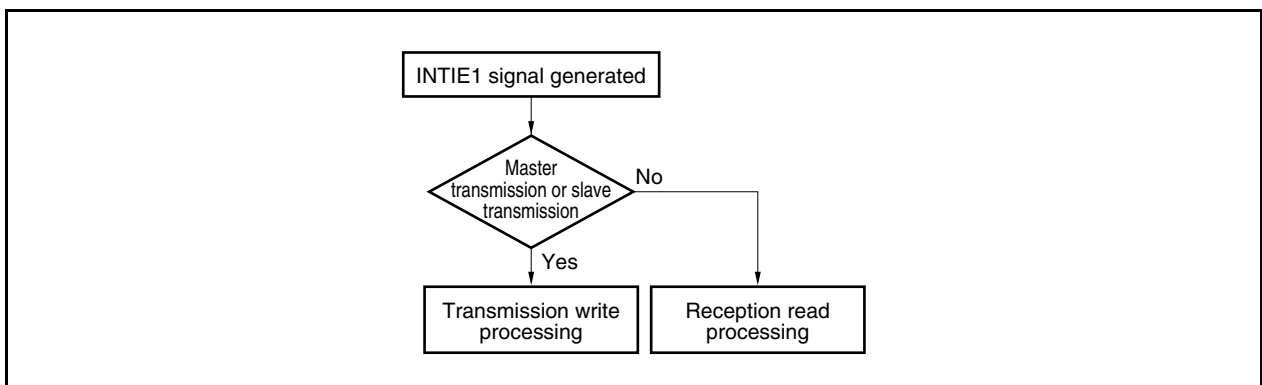 INTIE1 signal generated
Master
transmission or slave
transmission
No
Yes
Transmission write
processing
Reception read
processing